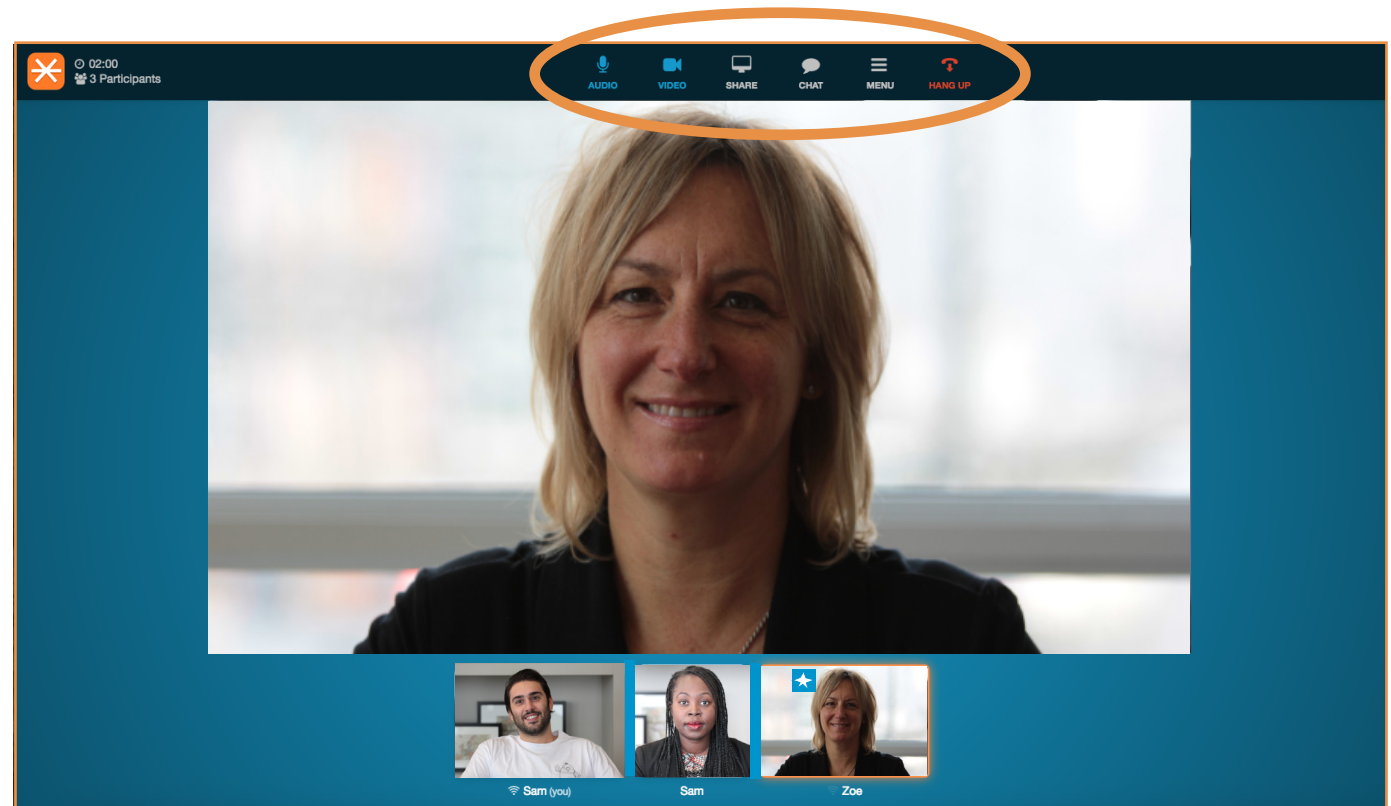 02:00
3 Participants
AUDIO VIDEO SHARE CHAT MENU HANG UP
Sam (you) Sam Zoe